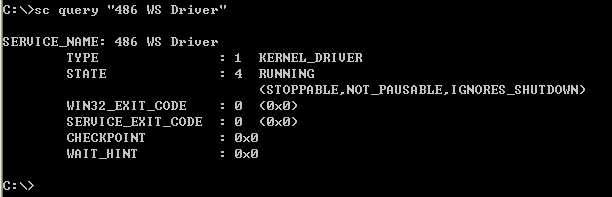 C:\>sc query "486 WS Driver"
SERVICE_NAME: 486 WS Driver
TYPE : 1 KERNEL_DRIVER
STATE : 4 RUNNING
(STOPPABLE,NOT_PAUSABLE,IGNORES_SHUTDOWN)
WIN32_EXIT_CODE : 0 (0x0)
SERVICE_EXIT_CODE : 0 (0x0)
CHECKPOINT : 0x0
WAIT_HINT : 0x0
C:\>